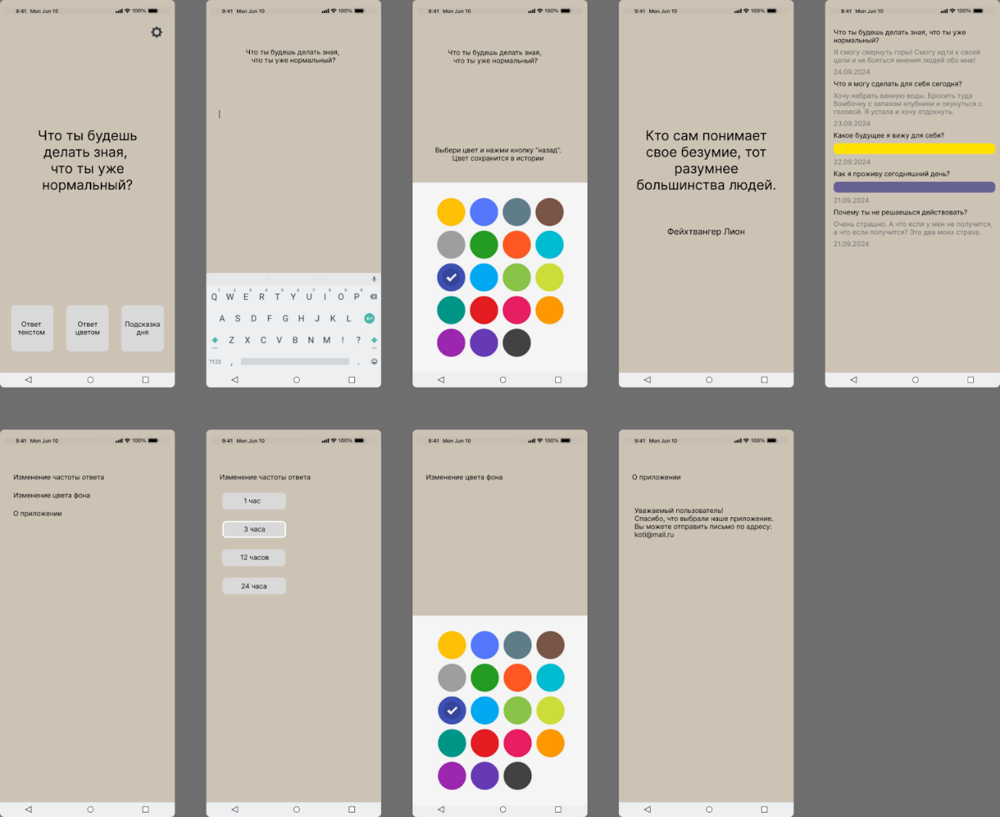 9:41 Mon Jun 10 100%
Что ты будешь
делать зная,
что ты уже
нормальный?
Ответ
текстом
Ответ
цветом
Подсказка
дня
9:41 Mon Jun 10 100%
Что ты будешь делать зная,
что ты уже нормальный?
1 2 3 4 5 6 7 8 9 0
Q W E R T Y U I O P
A S D F G H J K L
Z X C V B N M ! ?
?123 , .
9:41 Mon Jun 10 100%
Что ты будешь делать зная,
что ты уже нормальный?
Выбери цвет и нажми кнопку "назад".
Цвет сохранится в истории
9:41 Mon Jun 10 100%
Кто сам понимает
свое безумие, тот
разумнее
большинства людей.
Фейхтвангер Лион
9:41 Mon Jun 10 100%
Что ты будешь делать зная, что ты уже
нормальный?
Я смогу свернуть горы! Смогу идти к своей
цели и не бояться мнения людей обо мне!
24.09.2024
Что я могу сделать для себя сегодня?
Хочу набрать ванную воды. Бросить туда
бомбочку с запахом клубники и окунуться с
головой. Я устала и хочу отдохнуть.
23.09.2024
Какое будущее я вижу для себя?
22.09.2024
Как я проживу сегодняшний день?
21.09.2024
Почему ты не решаешься действовать?
Очень страшно. А что если у мен не получится,
а что если получится? Это два моих страха.
21.09.2024
9:41 Mon Jun 10 100%
Изменение частоты ответа
Изменение цвета фона
О приложении
9:41 Mon Jun 10 100%
Изменение частоты ответа
1 час
3 часа
12 часов
24 часа
9:41 Mon Jun 10 100%
Изменение цвета фона
9:41 Mon Jun 10 100%
О приложении
Уважаемый пользователь!
Спасибо, что выбрали наше приложение.
Вы можете отправить письмо по адресу:
koti@mail.ru